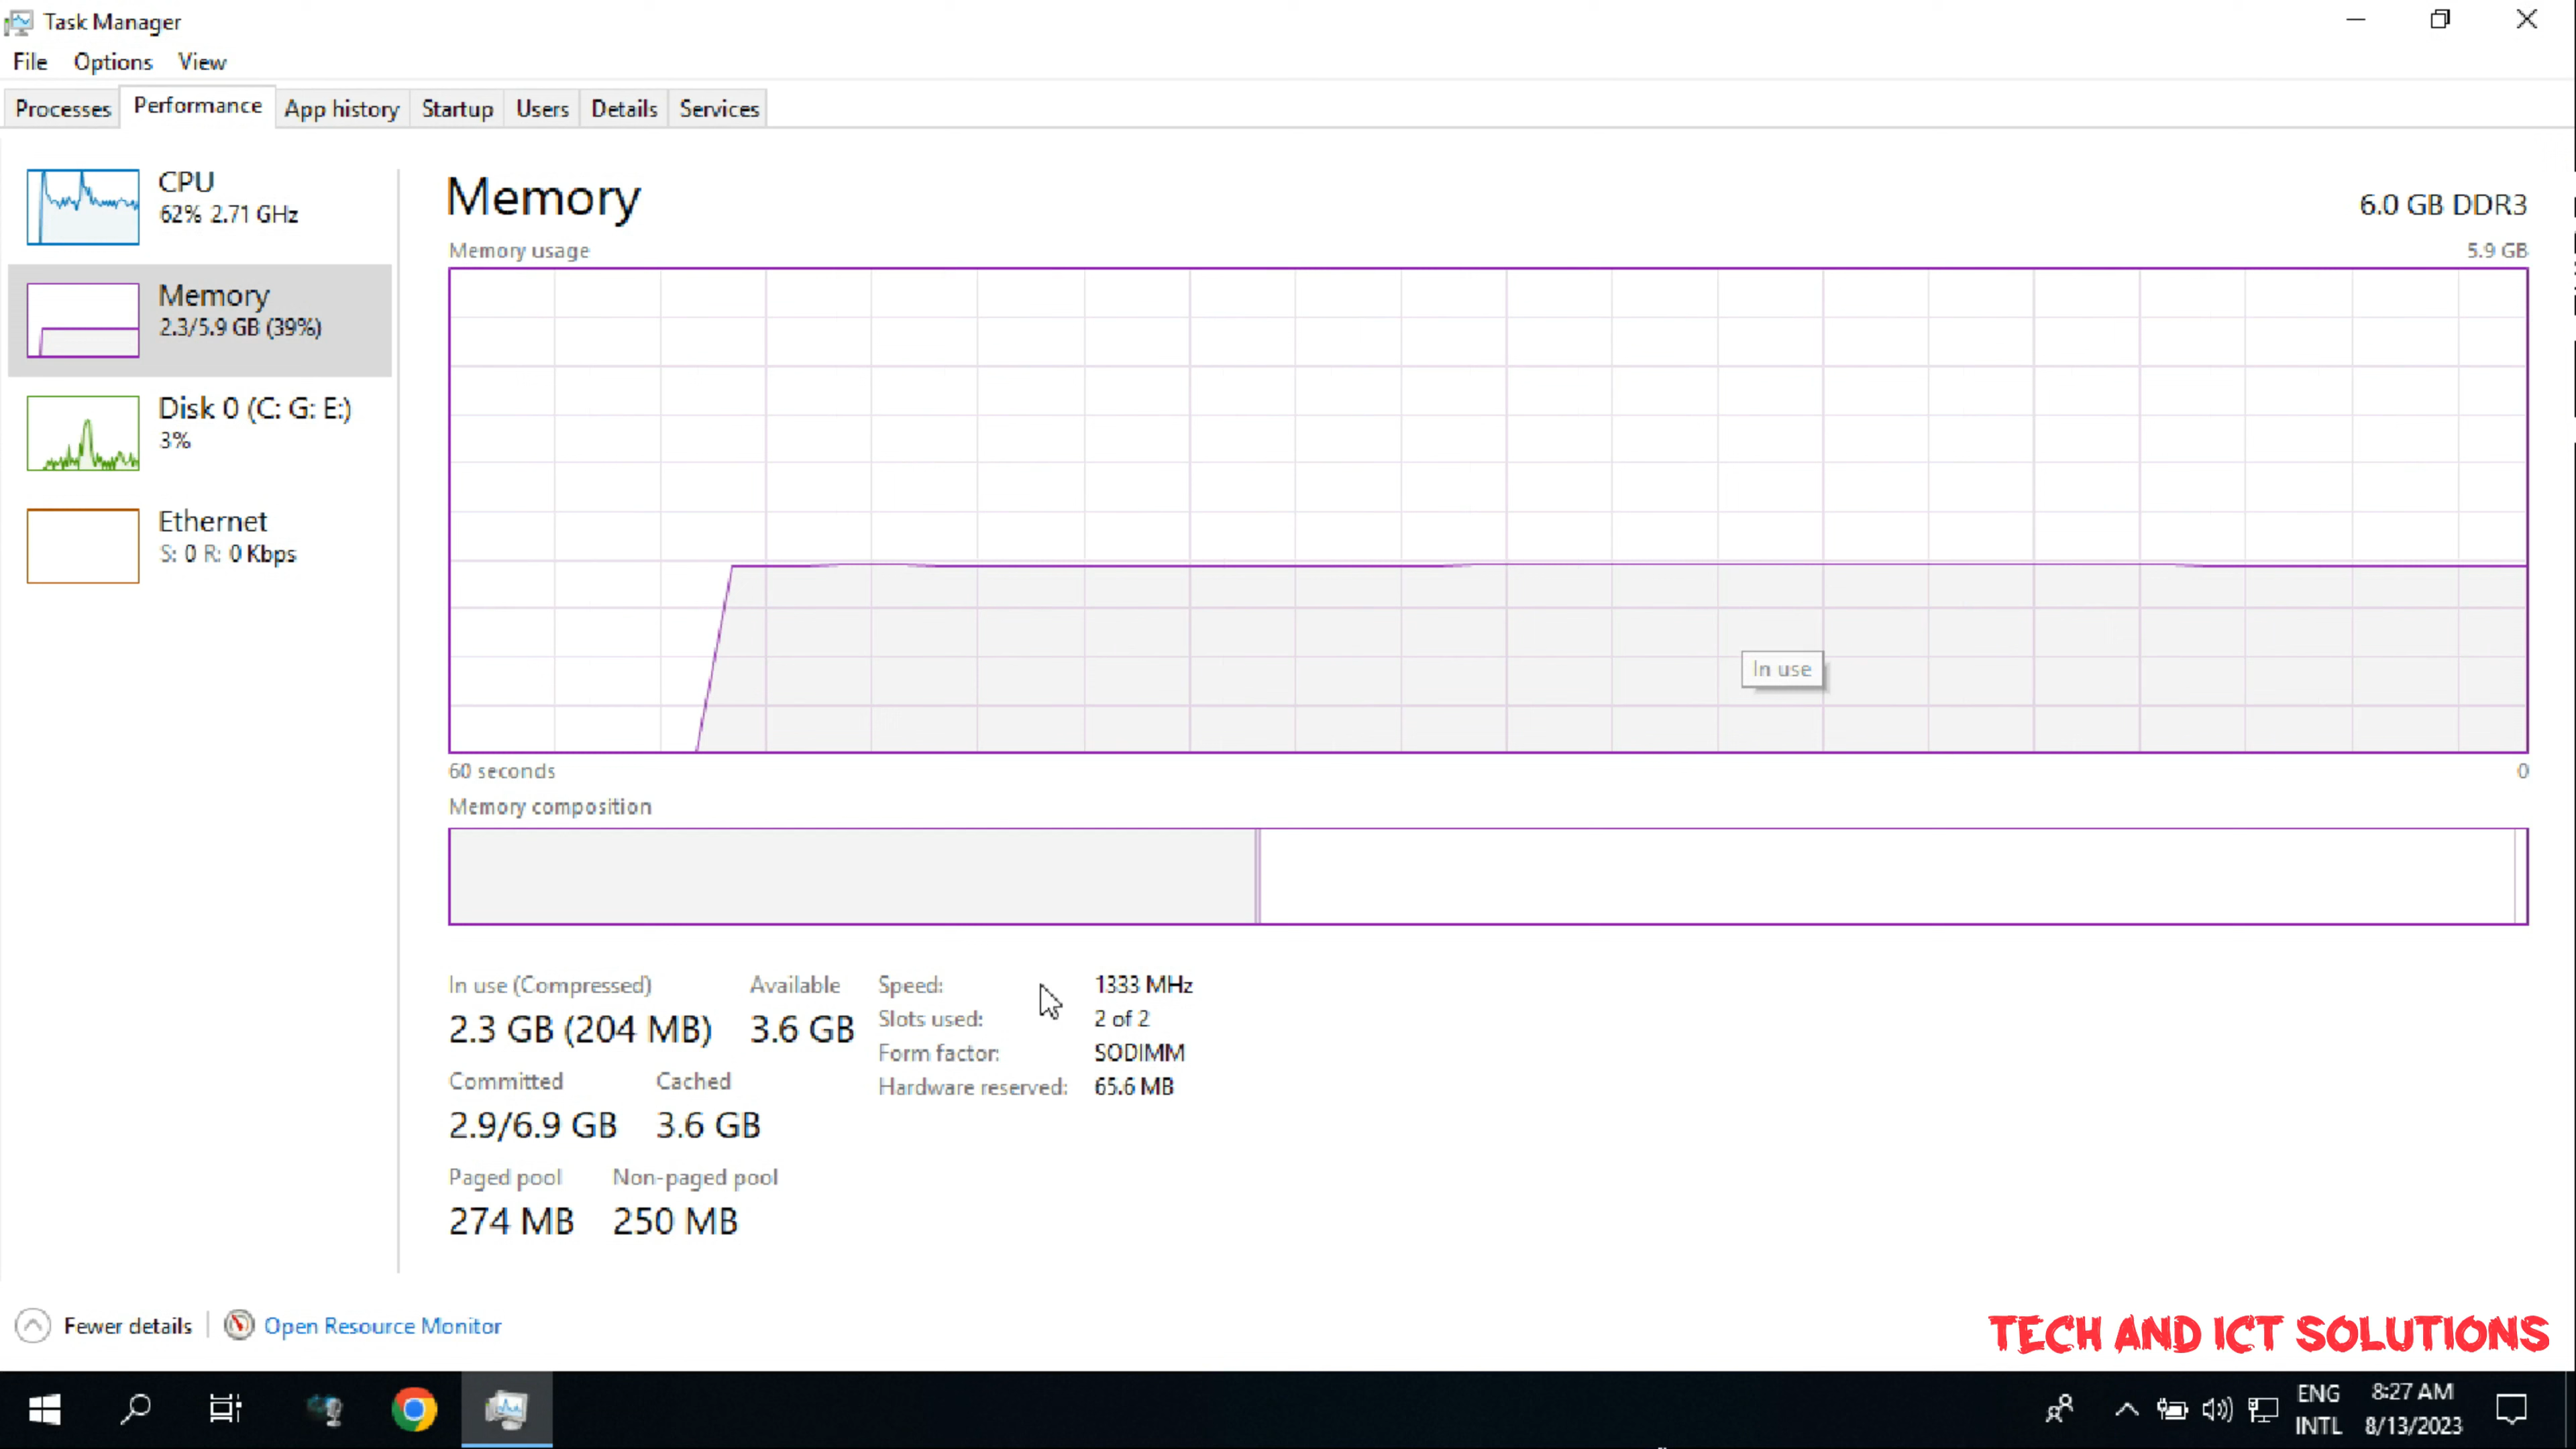 Task Manager
File Options View
Processes Performance App history Startup Users Details Services
CPU
62% 2.71 GHz
Memory
2.3/5.9 GB (39%)
Disk 0 (C: G: E:)
3%
Ethernet
S: 0 R: 0 Kbps
Memory 6.0 GB DDR3
Memory usage 5.9 GB
In use
60 seconds 0
Memory composition
In use (Compressed) Available
2.3 GB (204 MB) 3.6 GB
Committed Cached
2.9/6.9 GB 3.6 GB
Paged pool Non-paged pool
274 MB 250 MB
Speed: 1333 MHz
Slots used: 2 of 2
Form factor: SODIMM
Hardware reserved: 65.6 MB
Fewer details Open Resource Monitor
TECH AND ICT SOLUTIONS
ENG 8:27 AM
INTL 8/13/2023